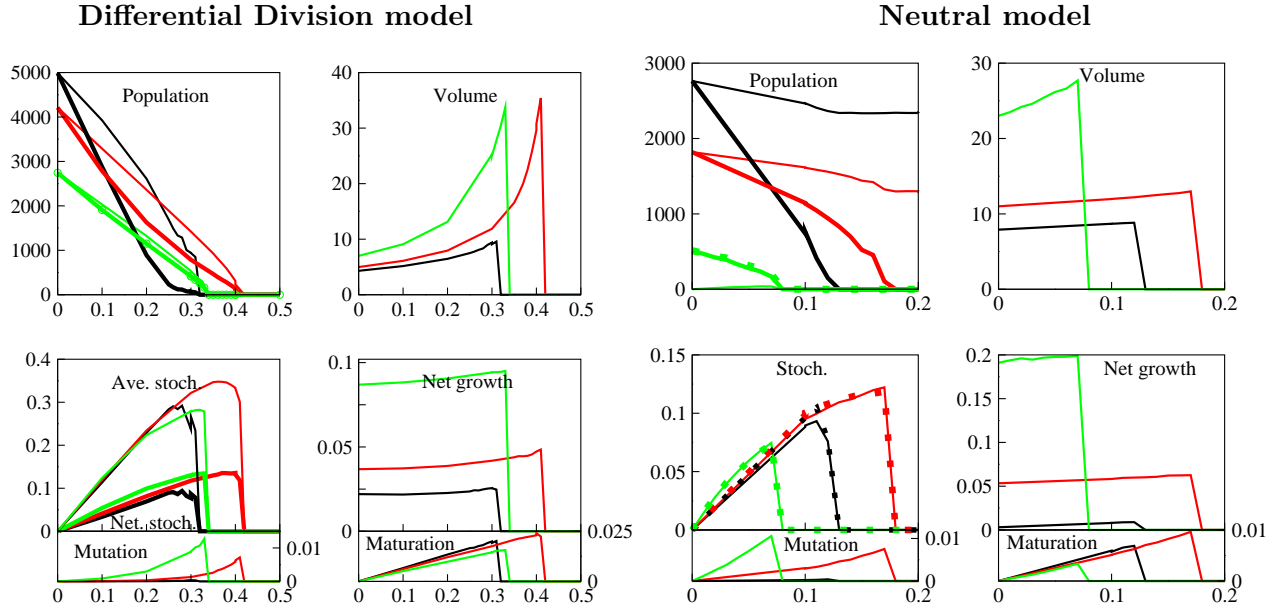 Differential Division model
Neutral model
5000
4000
3000
2000
1000
0
Population
0 0.1 0.2 0.3 0.4 0.5
40
30
20
10
0
Volume
0 0.1 0.2 0.3 0.4 0.5
3000
2000
1000
0
Population
0 0.1 0.2
30
20
10
0
Volume
0 0.1 0.2
0.4
0.3
0.2
0.1
0
Ave. stoch.
Net. stoch.
Mutation
0.01
0
0 0.1 0.2 0.3 0.4 0.5
0.1
0.05
0
Net growth
Maturation
0.025
0
0 0.1 0.2 0.3 0.4 0.5
0.15
0.1
0.05
0
Stoch.
Mutation
0.01
0
0 0.1 0.2
0.2
0.15
0.1
0.05
0
Net growth
Maturation
0.01
0
0 0.1 0.2